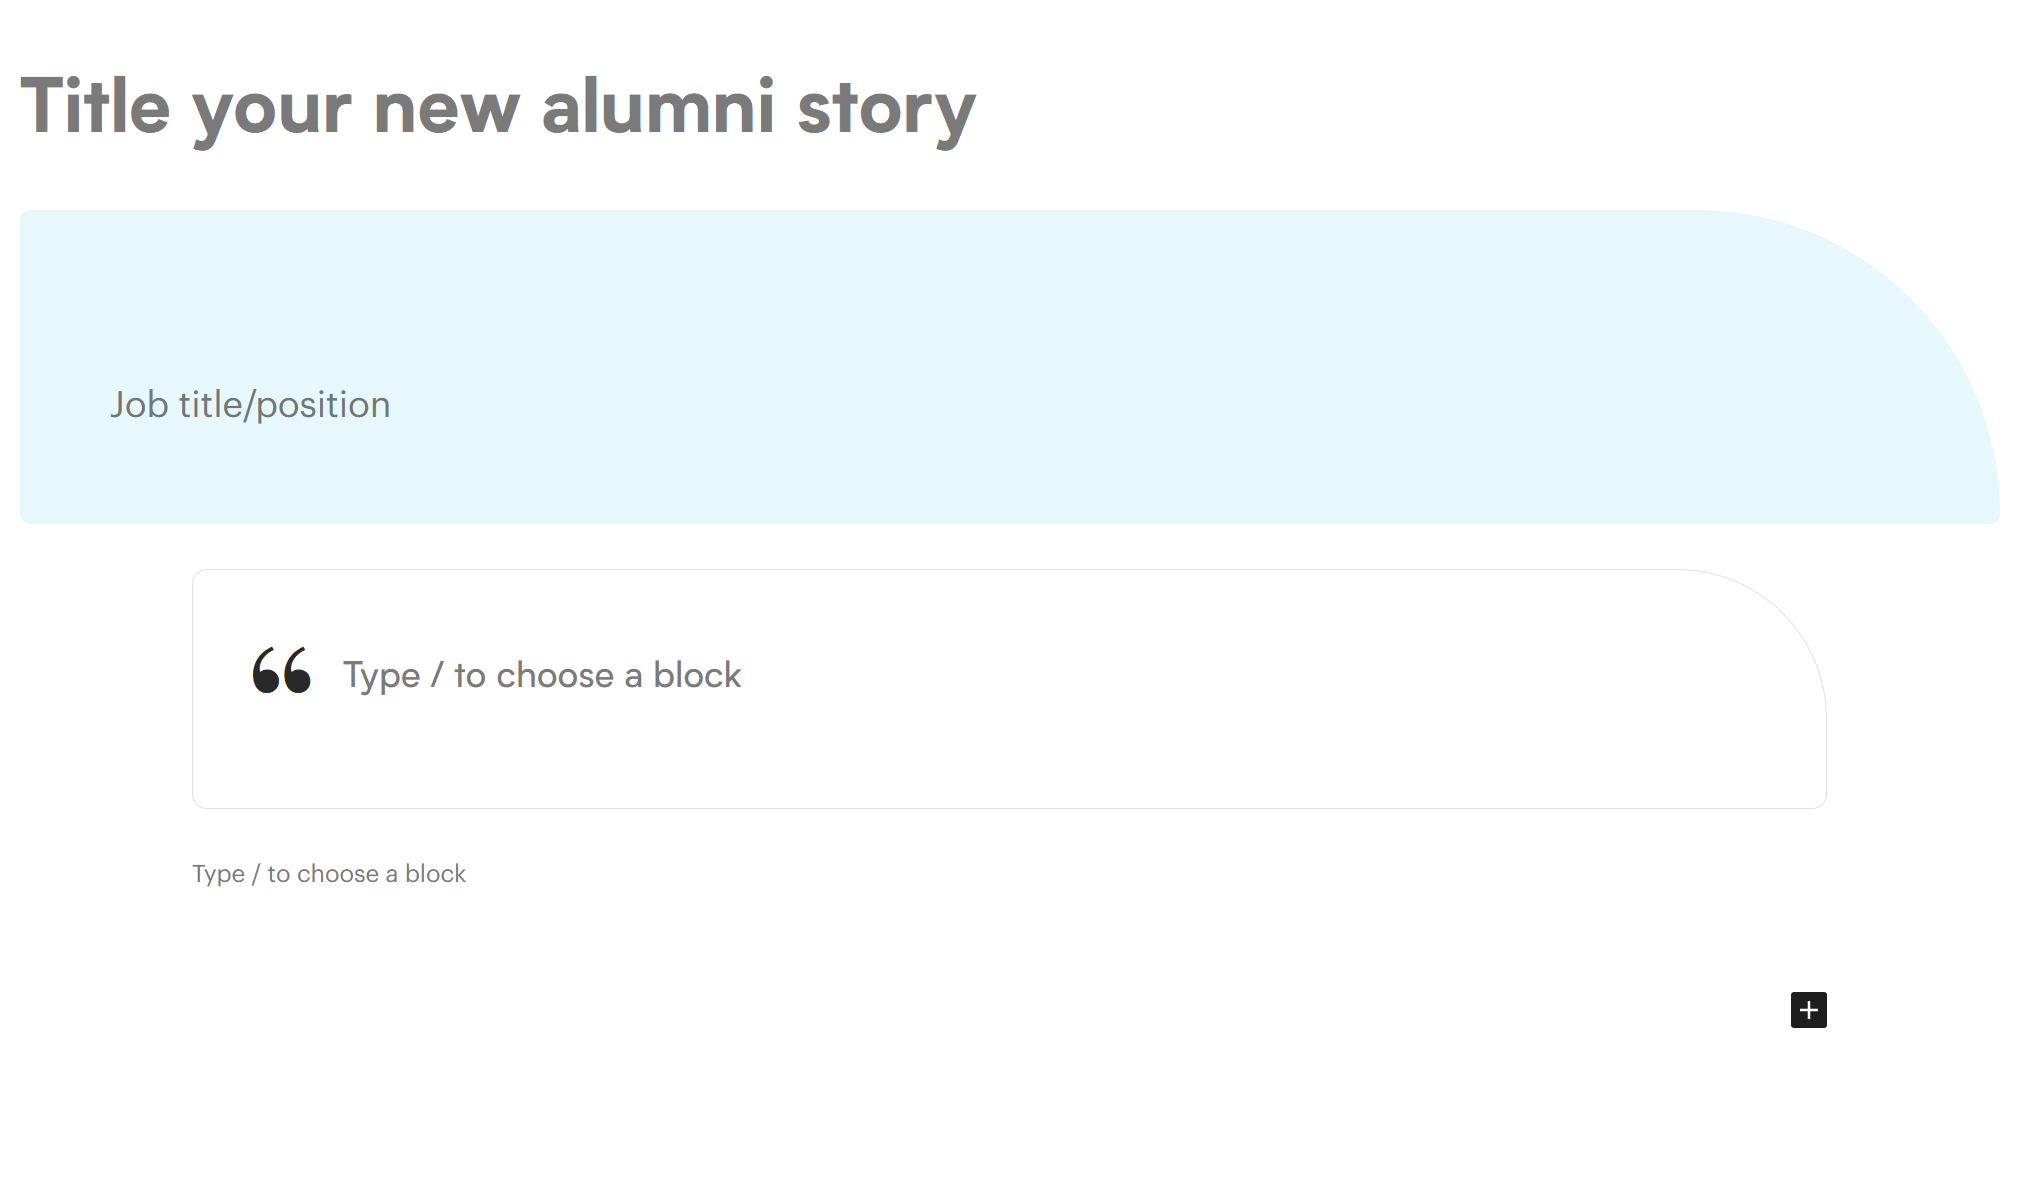 Title your new alumni story
Job title/position
“ Type / to choose a block
Type / to choose a block